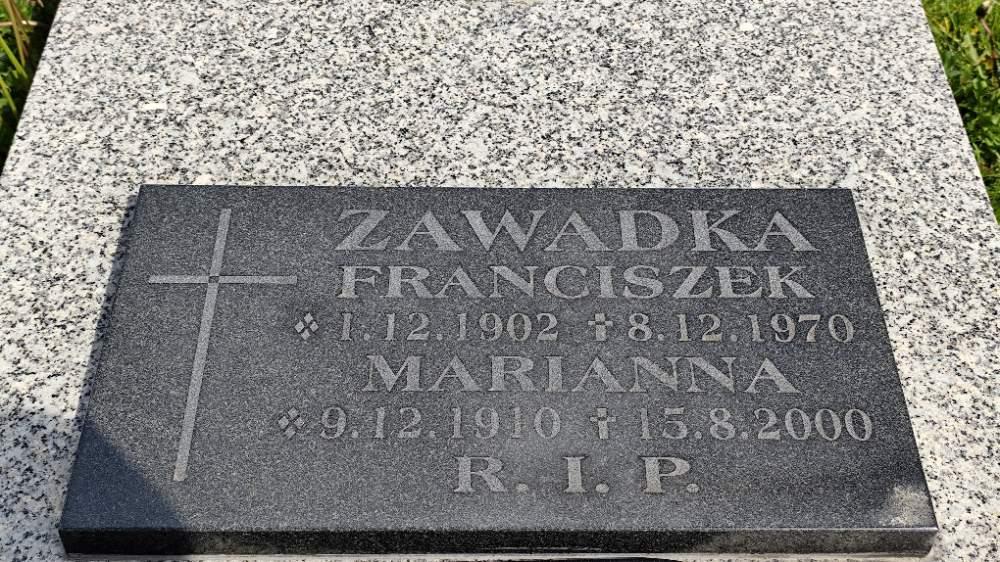 ZAWADKA
FRANCISZEK
❖ 1.12.1902 ✝ 8.12.1970
MARIANNA
❖ 9.12.1910 ✝ 15.8.2000
R. I. P.